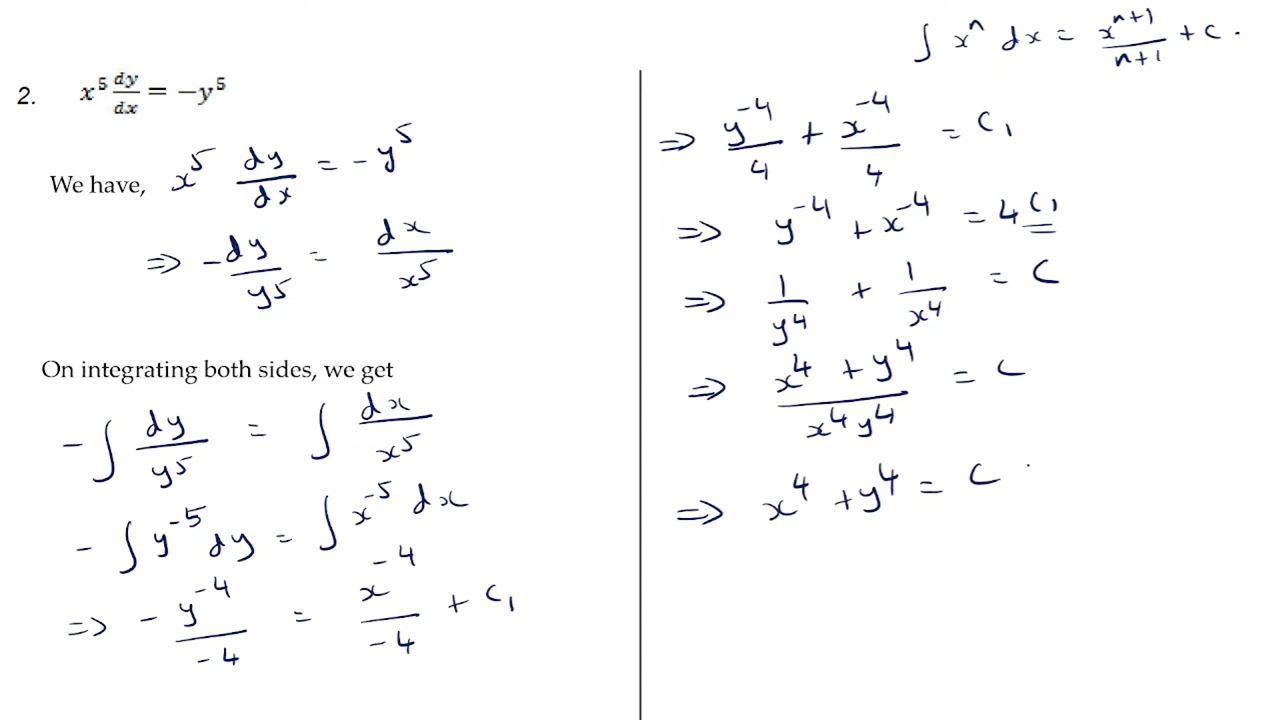 2. x⁵ dy/dx = −y⁵
We have, x⁵ dy/dx = −y⁵
⇒ −dy/y⁵ = dx/x⁵
On integrating both sides, we get
−∫ dy/y⁵ = ∫ dx/x⁵
−∫ y⁻⁵ dy = ∫ x⁻⁵ dx
⇒ −y⁻⁴/−4 = x⁻⁴/−4 + C₁
∫ xⁿ dx = xⁿ⁺¹/n+1 + C.
⇒ y⁻⁴/4 + x⁻⁴/4 = C₁
⇒ y⁻⁴ + x⁻⁴ = 4C₁
⇒ 1/y⁴ + 1/x⁴ = C
⇒ x⁴ + y⁴/x⁴y⁴ = C
⇒ x⁴ + y⁴ = C